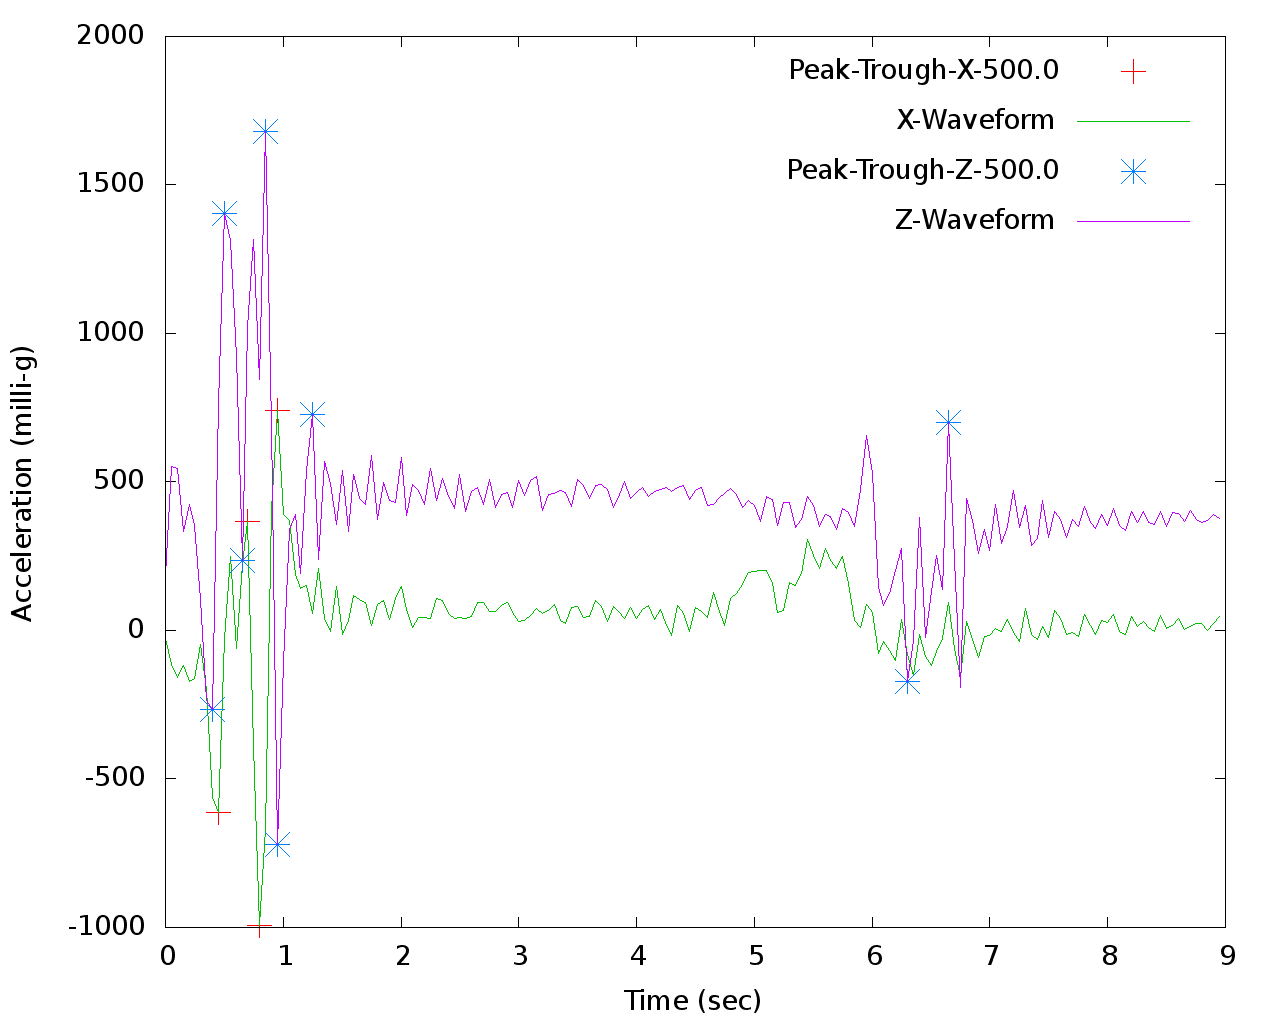 2000
1500
1000
500
0
-500
-1000
Acceleration (milli-g)
Peak-Trough-X-500.0
X-Waveform
Peak-Trough-Z-500.0
Z-Waveform
0 1 2 3 4 5 6 7 8 9
Time (sec)